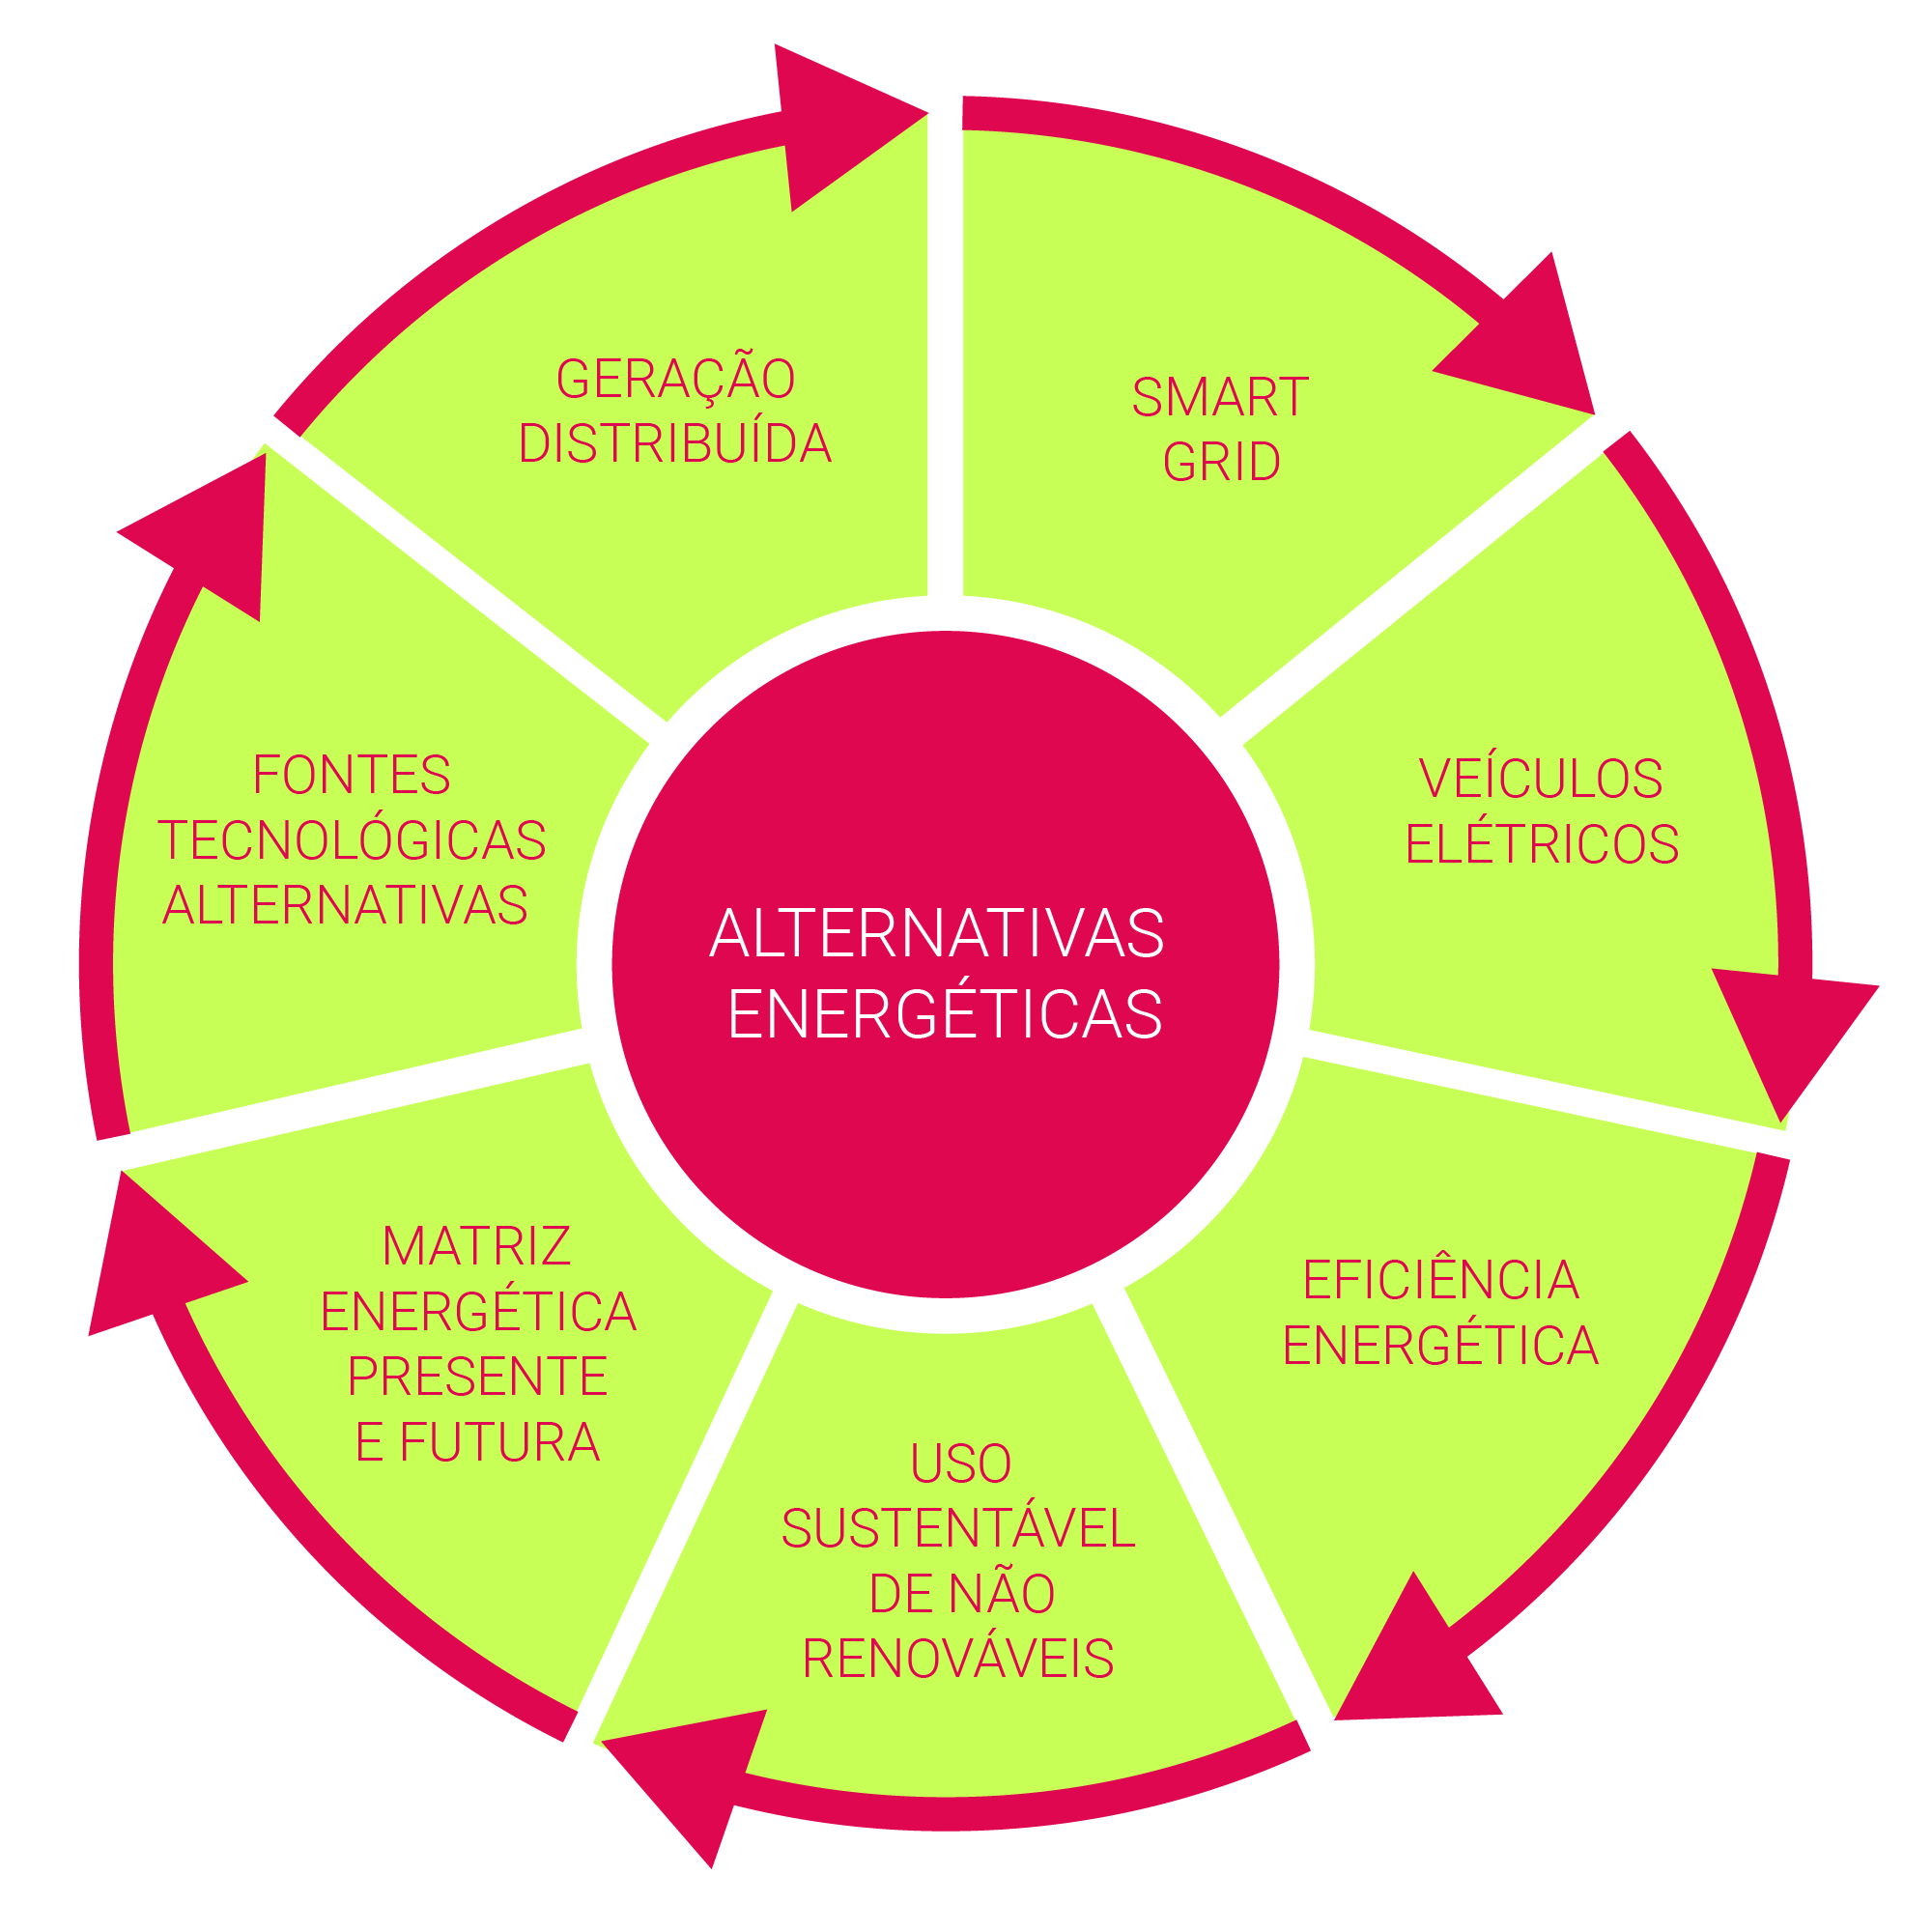 GERAÇÃO
DISTRIBUÍDA
SMART
GRID
VEÍCULOS
ELÉTRICOS
EFICIÊNCIA
ENERGÉTICA
USO
SUSTENTÁVEL
DE NÃO
RENOVÁVEIS
MATRIZ
ENERGÉTICA
PRESENTE
E FUTURA
FONTES
TECNOLÓGICAS
ALTERNATIVAS
ALTERNATIVAS
ENERGÉTICAS